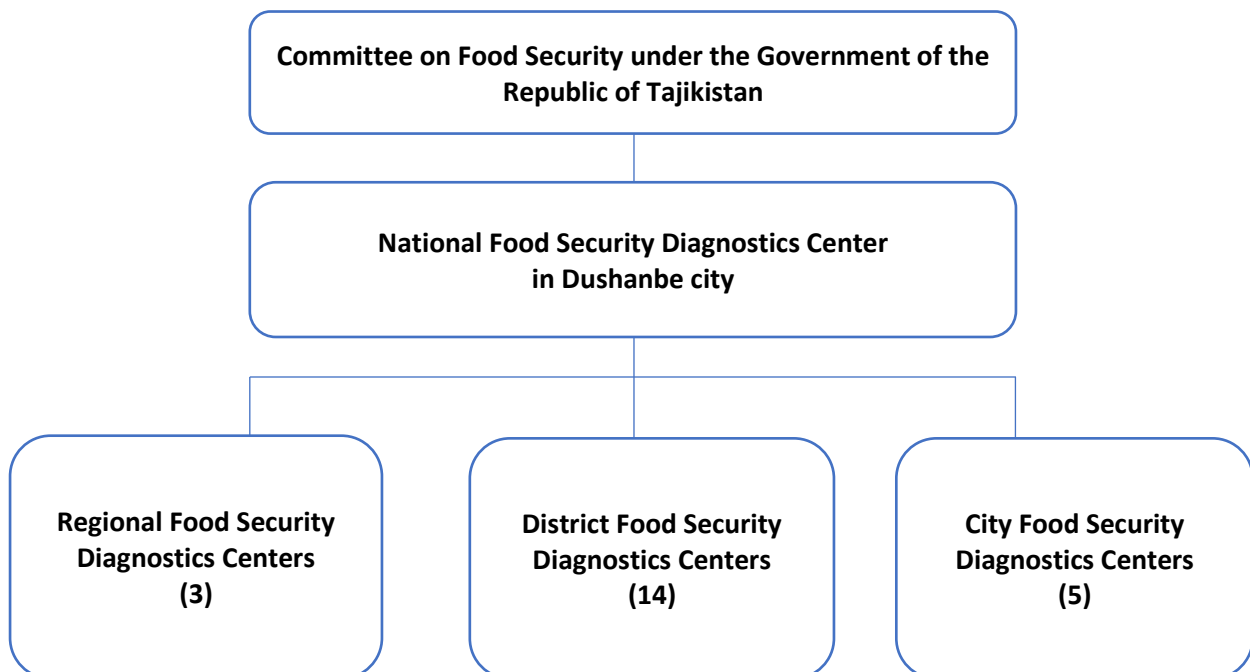 Committee on Food Security under the Government of the
Republic of Tajikistan
National Food Security Diagnostics Center
in Dushanbe city
Regional Food Security
Diagnostics Centers
(3)
District Food Security
Diagnostics Centers
(14)
City Food Security
Diagnostics Centers
(5)